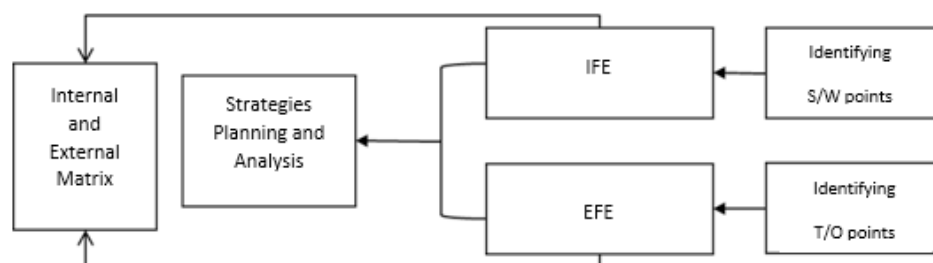 Internal
and
External
Matrix
Strategies
Planning and
Analysis
IFE
EFE
Identifying
S/W points
Identifying
T/O points